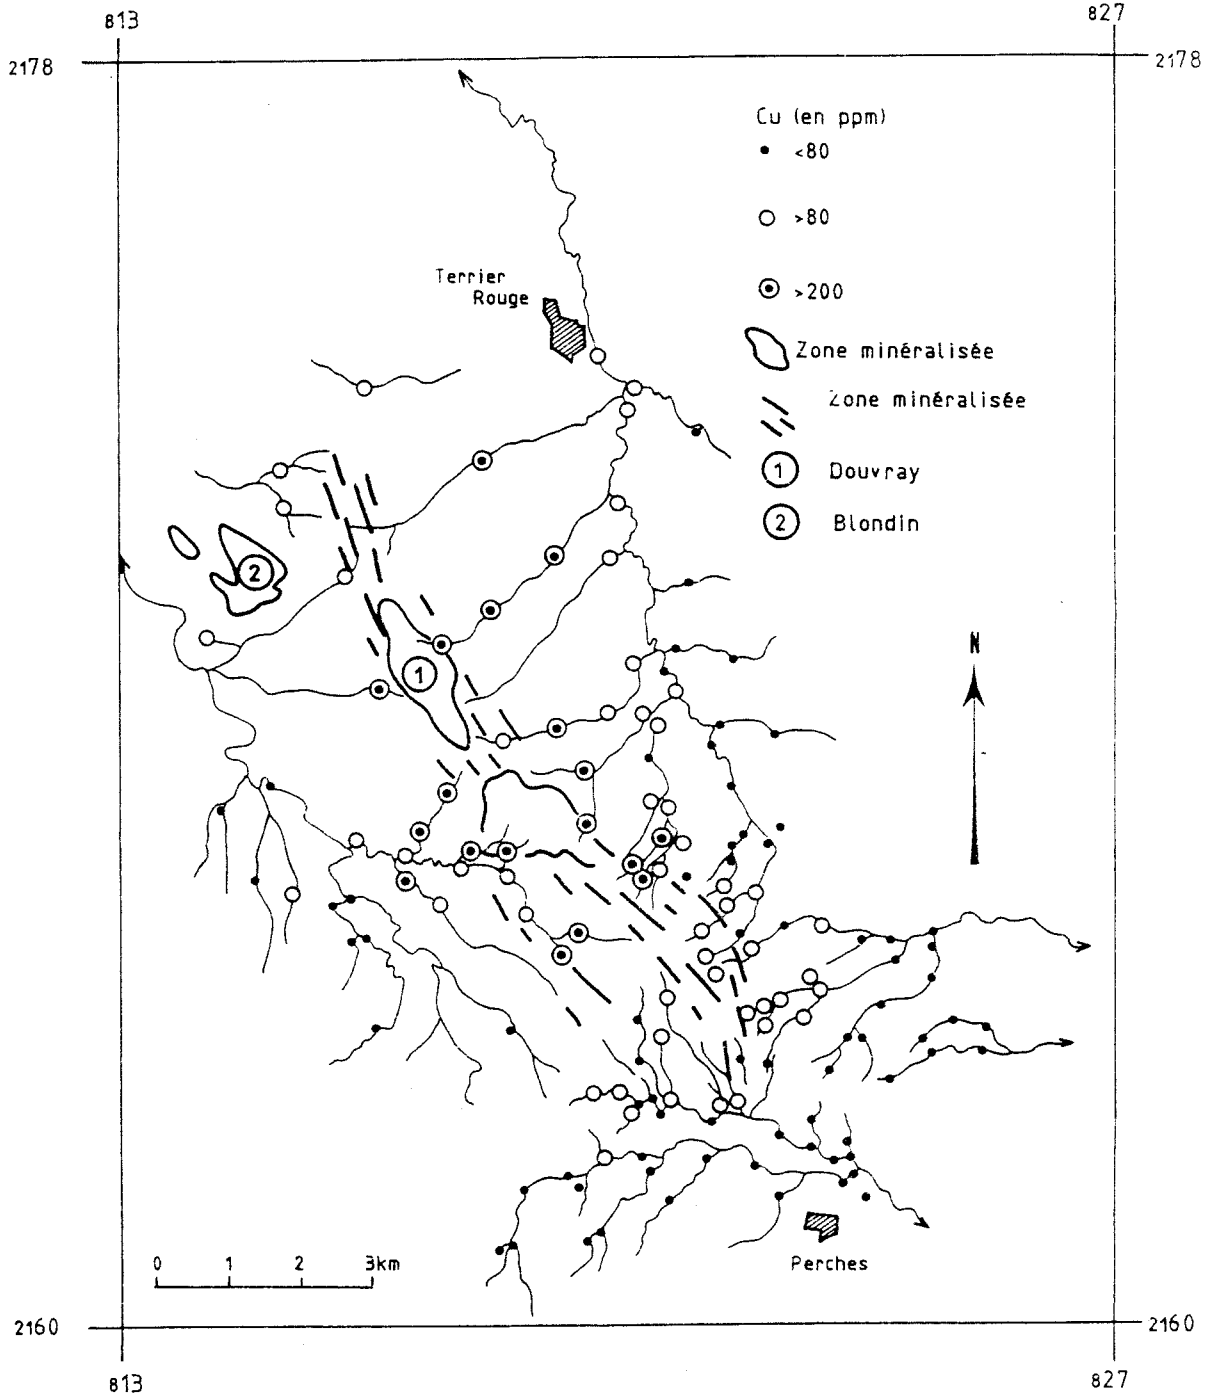 813
827
2178
2178
Cu (en ppm)
<80
>80
>200
Zone minéralisée
Zone minéralisée
1 Douvray
2 Blondin
Terrier
Rouge
2
1
N
0 1 2 3km
Perches
2160
2160
813
827